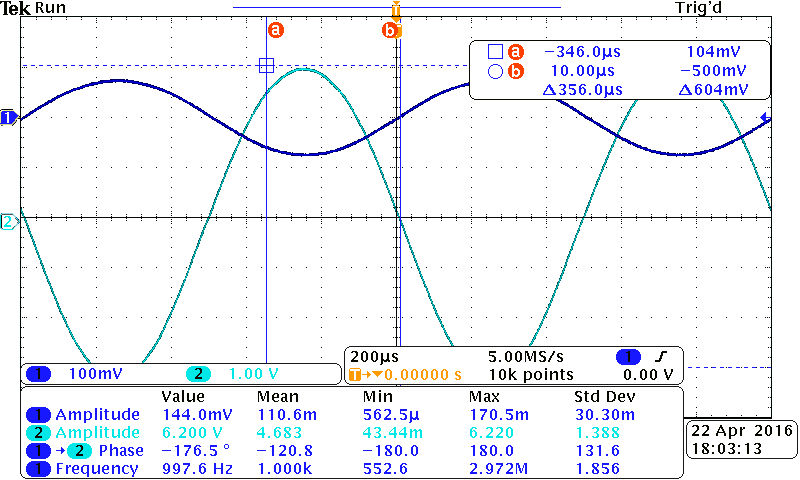 Tek Run Trig'd
T
a b T
a −346.0µs 104mV
b 10.00µs −500mV
Δ356.0µs Δ604mV
1
2
1 100mV 2 1.00 V
200µs 5.00MS/s 1
T→▼0.00000 s 10k points 0.00 V
Value Mean Min Max Std Dev
1 Amplitude 144.0mV 110.6m 562.5µ 170.5m 30.30m
2 Amplitude 6.200 V 4.683 43.44m 6.220 1.388
1 → 2 Phase −176.5 ° −120.8 −180.0 180.0 131.6
1 Frequency 997.6 Hz 1.000k 552.6 2.972M 1.856
22 Apr 2016
18:03:13